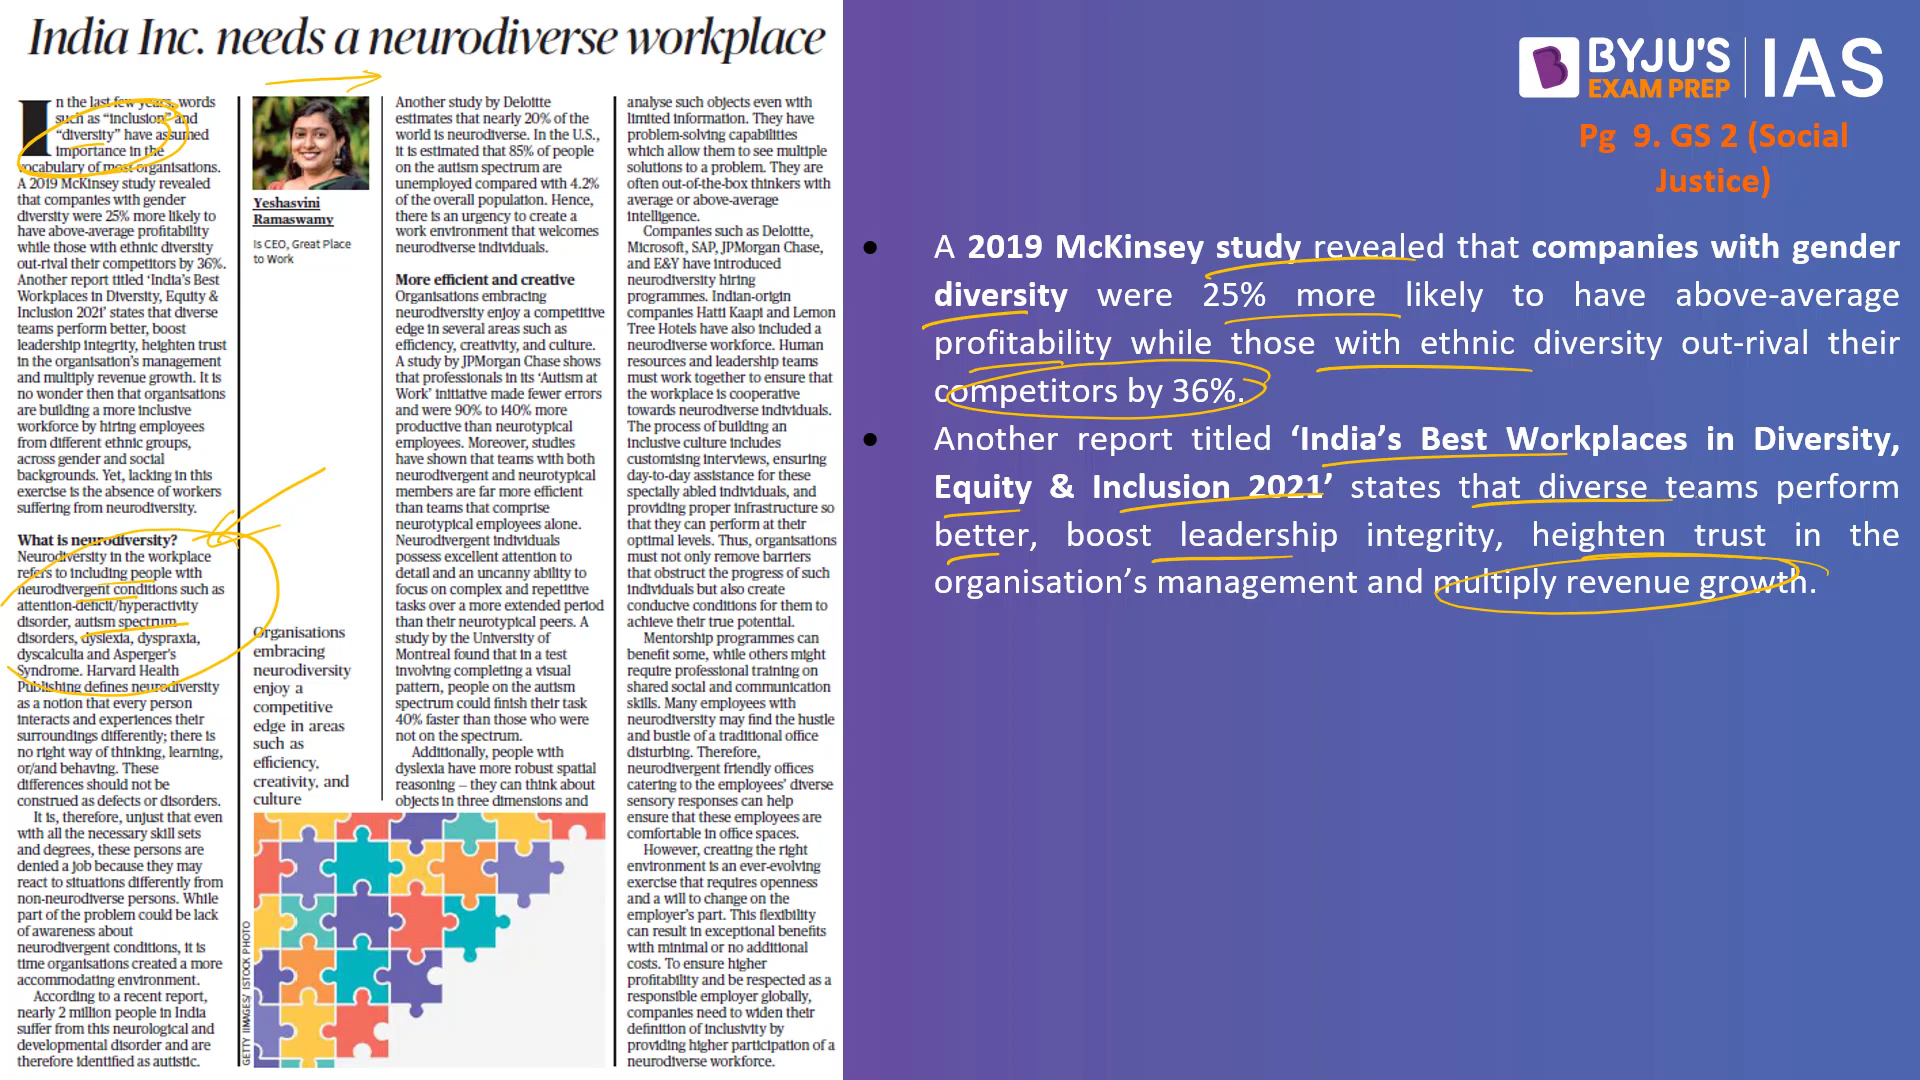 India Inc. needs a neurodiverse workplace
In the last few years, words
such as “inclusion” and
“diversity” have assumed
importance in the
vocabulary of most organisations.
A 2019 McKinsey study revealed
that companies with gender
diversity were 25% more likely to
have above-average profitability
while those with ethnic diversity
out-rival their competitors by 36%.
Another report titled ‘India’s Best
Workplaces in Diversity, Equity &
Inclusion 2021’ states that diverse
teams perform better, boost
leadership integrity, heighten trust
in the organisation’s management
and multiply revenue growth. It is
no wonder then that organisations
are building a more inclusive
workforce by hiring employees
from different ethnic groups,
across gender and social
backgrounds. Yet, lacking in this
exercise is the absence of workers
suffering from neurodiversity.
What is neurodiversity?
Neurodiversity in the workplace
refers to including people with
neurodivergent conditions such as
attention-deficit/hyperactivity
disorder, autism spectrum
disorders, dyslexia, dyspraxia,
dyscalculia and Asperger’s
Syndrome. Harvard Health
Publishing defines neurodiversity
as a notion that every person
interacts and experiences their
surroundings differently; there is
no right way of thinking, learning,
or/and behaving. These
differences should not be
construed as defects or disorders.
It is, therefore, unjust that even
with all the necessary skill sets
and degrees, these persons are
denied a job because they may
react to situations differently from
non-neurodiverse persons. While
part of the problem could be lack
of awareness about
neurodivergent conditions, it is
time organisations created a more
accommodating environment.
According to a recent report,
nearly 2 million people in India
suffer from this neurological and
developmental disorder and are
therefore identified as autistic.
Yeshasvini
Ramaswamy
Is CEO, Great Place
to Work
Organisations
embracing
neurodiversity
enjoy a
competitive
edge in areas
such as
efficiency,
creativity, and
culture
GETTY IIMAGES/ ISTOCK PHOTO
Another study by Deloitte
estimates that nearly 20% of the
world is neurodiverse. In the U.S.,
it is estimated that 85% of people
on the autism spectrum are
unemployed compared with 4.2%
of the overall population. Hence,
there is an urgency to create a
work environment that welcomes
neurodiverse individuals.
More efficient and creative
Organisations embracing
neurodiversity enjoy a competitive
edge in several areas such as
efficiency, creativity, and culture.
A study by JPMorgan Chase shows
that professionals in its ‘Autism at
Work’ initiative made fewer errors
and were 90% to 140% more
productive than neurotypical
employees. Moreover, studies
have shown that teams with both
neurodivergent and neurotypical
members are far more efficient
than teams that comprise
neurotypical employees alone.
Neurodivergent individuals
possess excellent attention to
detail and an uncanny ability to
focus on complex and repetitive
tasks over a more extended period
than their neurotypical peers. A
study by the University of
Montreal found that in a test
involving completing a visual
pattern, people on the autism
spectrum could finish their task
40% faster than those who were
not on the spectrum.
Additionally, people with
dyslexia have more robust spatial
reasoning – they can think about
objects in three dimensions and
analyse such objects even with
limited information. They have
problem-solving capabilities
which allow them to see multiple
solutions to a problem. They are
often out-of-the-box thinkers with
average or above-average
intelligence.
Companies such as Deloitte,
Microsoft, SAP, JPMorgan Chase,
and E&Y have introduced
neurodiversity hiring
programmes. Indian-origin
companies Hatti Kaapi and Lemon
Tree Hotels have also included a
neurodiverse workforce. Human
resources and leadership teams
must work together to ensure that
the workplace is cooperative
towards neurodiverse individuals.
The process of building an
inclusive culture includes
customising interviews, ensuring
day-to-day assistance for these
specially abled individuals, and
providing proper infrastructure so
that they can perform at their
optimal levels. Thus, organisations
must not only remove barriers
that obstruct the progress of such
individuals but also create
conducive conditions for them to
achieve their true potential.
Mentorship programmes can
benefit some, while others might
require professional training on
shared social and communication
skills. Many employees with
neurodiversity may find the hustle
and bustle of a traditional office
disturbing. Therefore,
neurodivergent friendly offices
catering to the employees’ diverse
sensory responses can help
ensure that these employees are
comfortable in office spaces.
However, creating the right
environment is an ever-evolving
exercise that requires openness
and a will to change on the
employer’s part. This flexibility
can result in exceptional benefits
with minimal or no additional
costs. To ensure higher
profitability and be respected as a
responsible employer globally,
companies need to widen their
definition of inclusivity by
providing higher participation of a
neurodiverse workforce.
BYJU'S
EXAM PREP
IAS
Pg 9. GS 2 (Social
Justice)
● A 2019 McKinsey study revealed that companies with gender
diversity were 25% more likely to have above-average
profitability while those with ethnic diversity out-rival their
competitors by 36%.
● Another report titled ‘India’s Best Workplaces in Diversity,
Equity & Inclusion 2021’ states that diverse teams perform
better, boost leadership integrity, heighten trust in the
organisation’s management and multiply revenue growth.